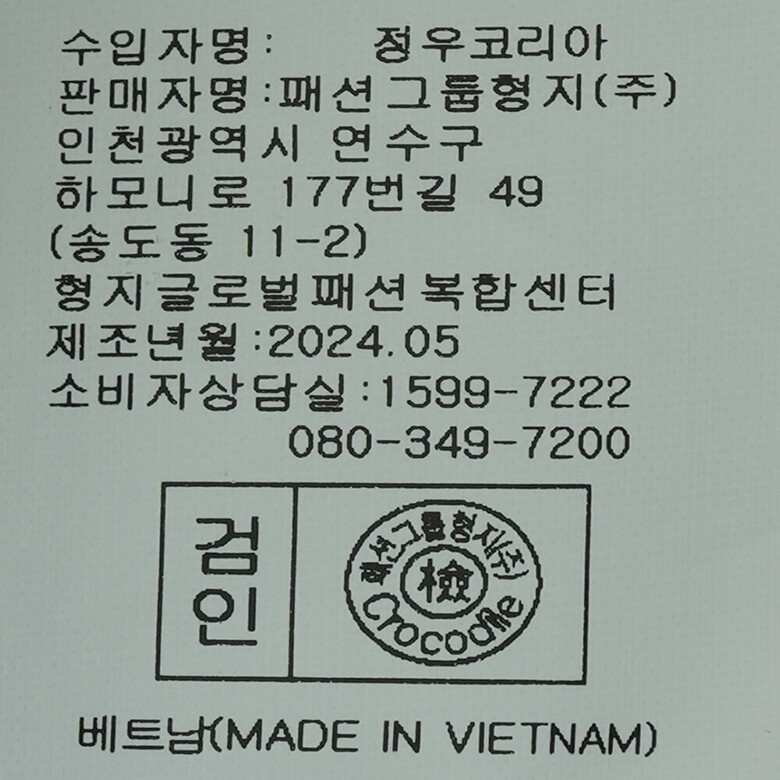 수입자명: 정우코리아
판매자명:패션그룹형지(주)
인천광역시 연수구
하모니로 177번길 49
(송도동 11-2)
형지글로벌패션복합센터
제조년월:2024.05
소비자상담실:1599-7222
080-349-7200
검인
패션그룹형지(주)
檢
Crocodile
베트남(MADE IN VIETNAM)